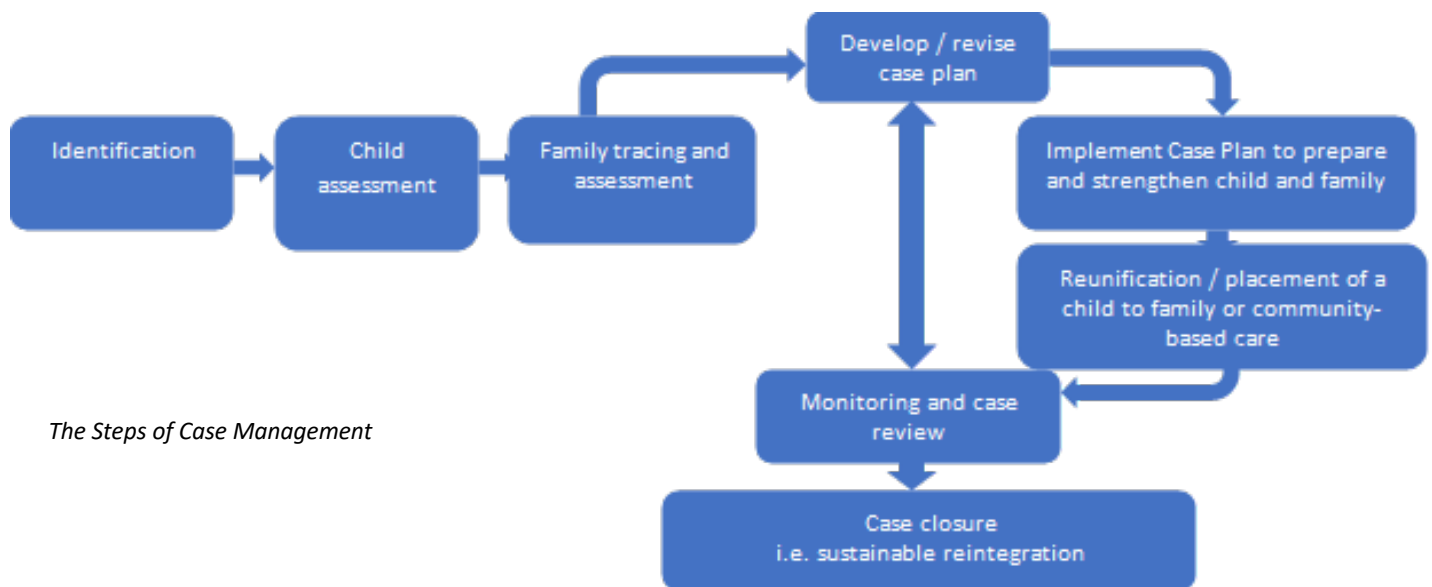 Identification
Child
assessment
Family tracing and
assessment
Develop / revise
case plan
Implement Case Plan to prepare
and strengthen child and family
Reunification / placement of a
child to family or community-
based care
Monitoring and case
review
Case closure
i.e. sustainable reintegration
The Steps of Case Management